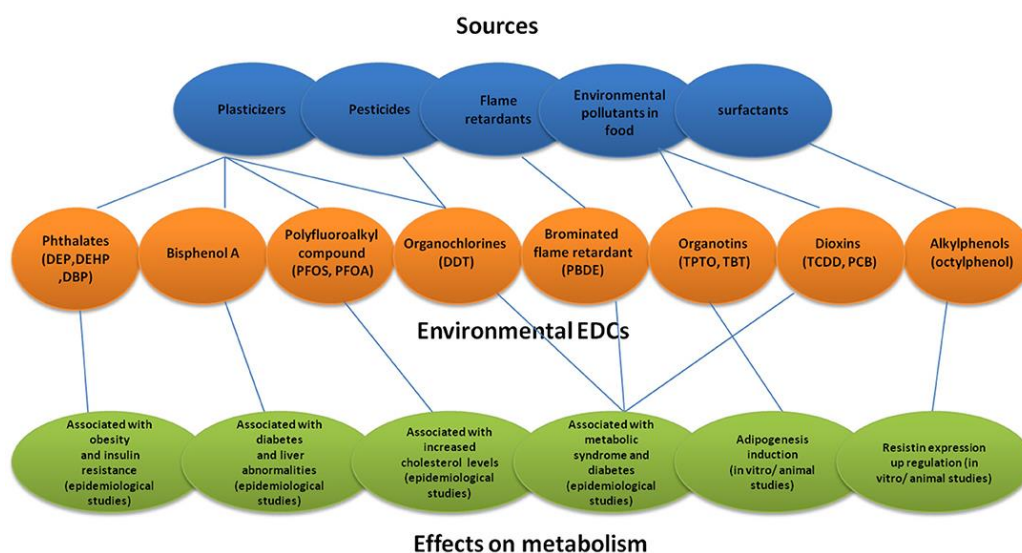 Sources
Plasticizers
Pesticides
Flame
retardants
Environmental
pollutants in
food
surfactants
Phthalates
(DEP,DEHP
,DBP)
Bisphenol A
Polyfluoroalkyl
compound
(PFOS, PFOA)
Organochlorines
(DDT)
Brominated
flame retardant
(PBDE)
Organotins
(TPTO, TBT)
Dioxins
(TCDD, PCB)
Alkylphenols
(octylphenol)
Environmental EDCs
Associated with
obesity
and insulin
resistance
(epidemiological
studies)
Associated with
diabetes
and liver
abnormalities
(epidemiological
studies)
Associated with
increased
cholesterol levels
(epidemiological
studies)
Associated with
metabolic
syndrome and
diabetes
(epidemiological
studies)
Adipogenesis
induction
(in vitro/ animal
studies)
Resistin expression
up regulation (in
vitro/ animal studies)
Effects on metabolism